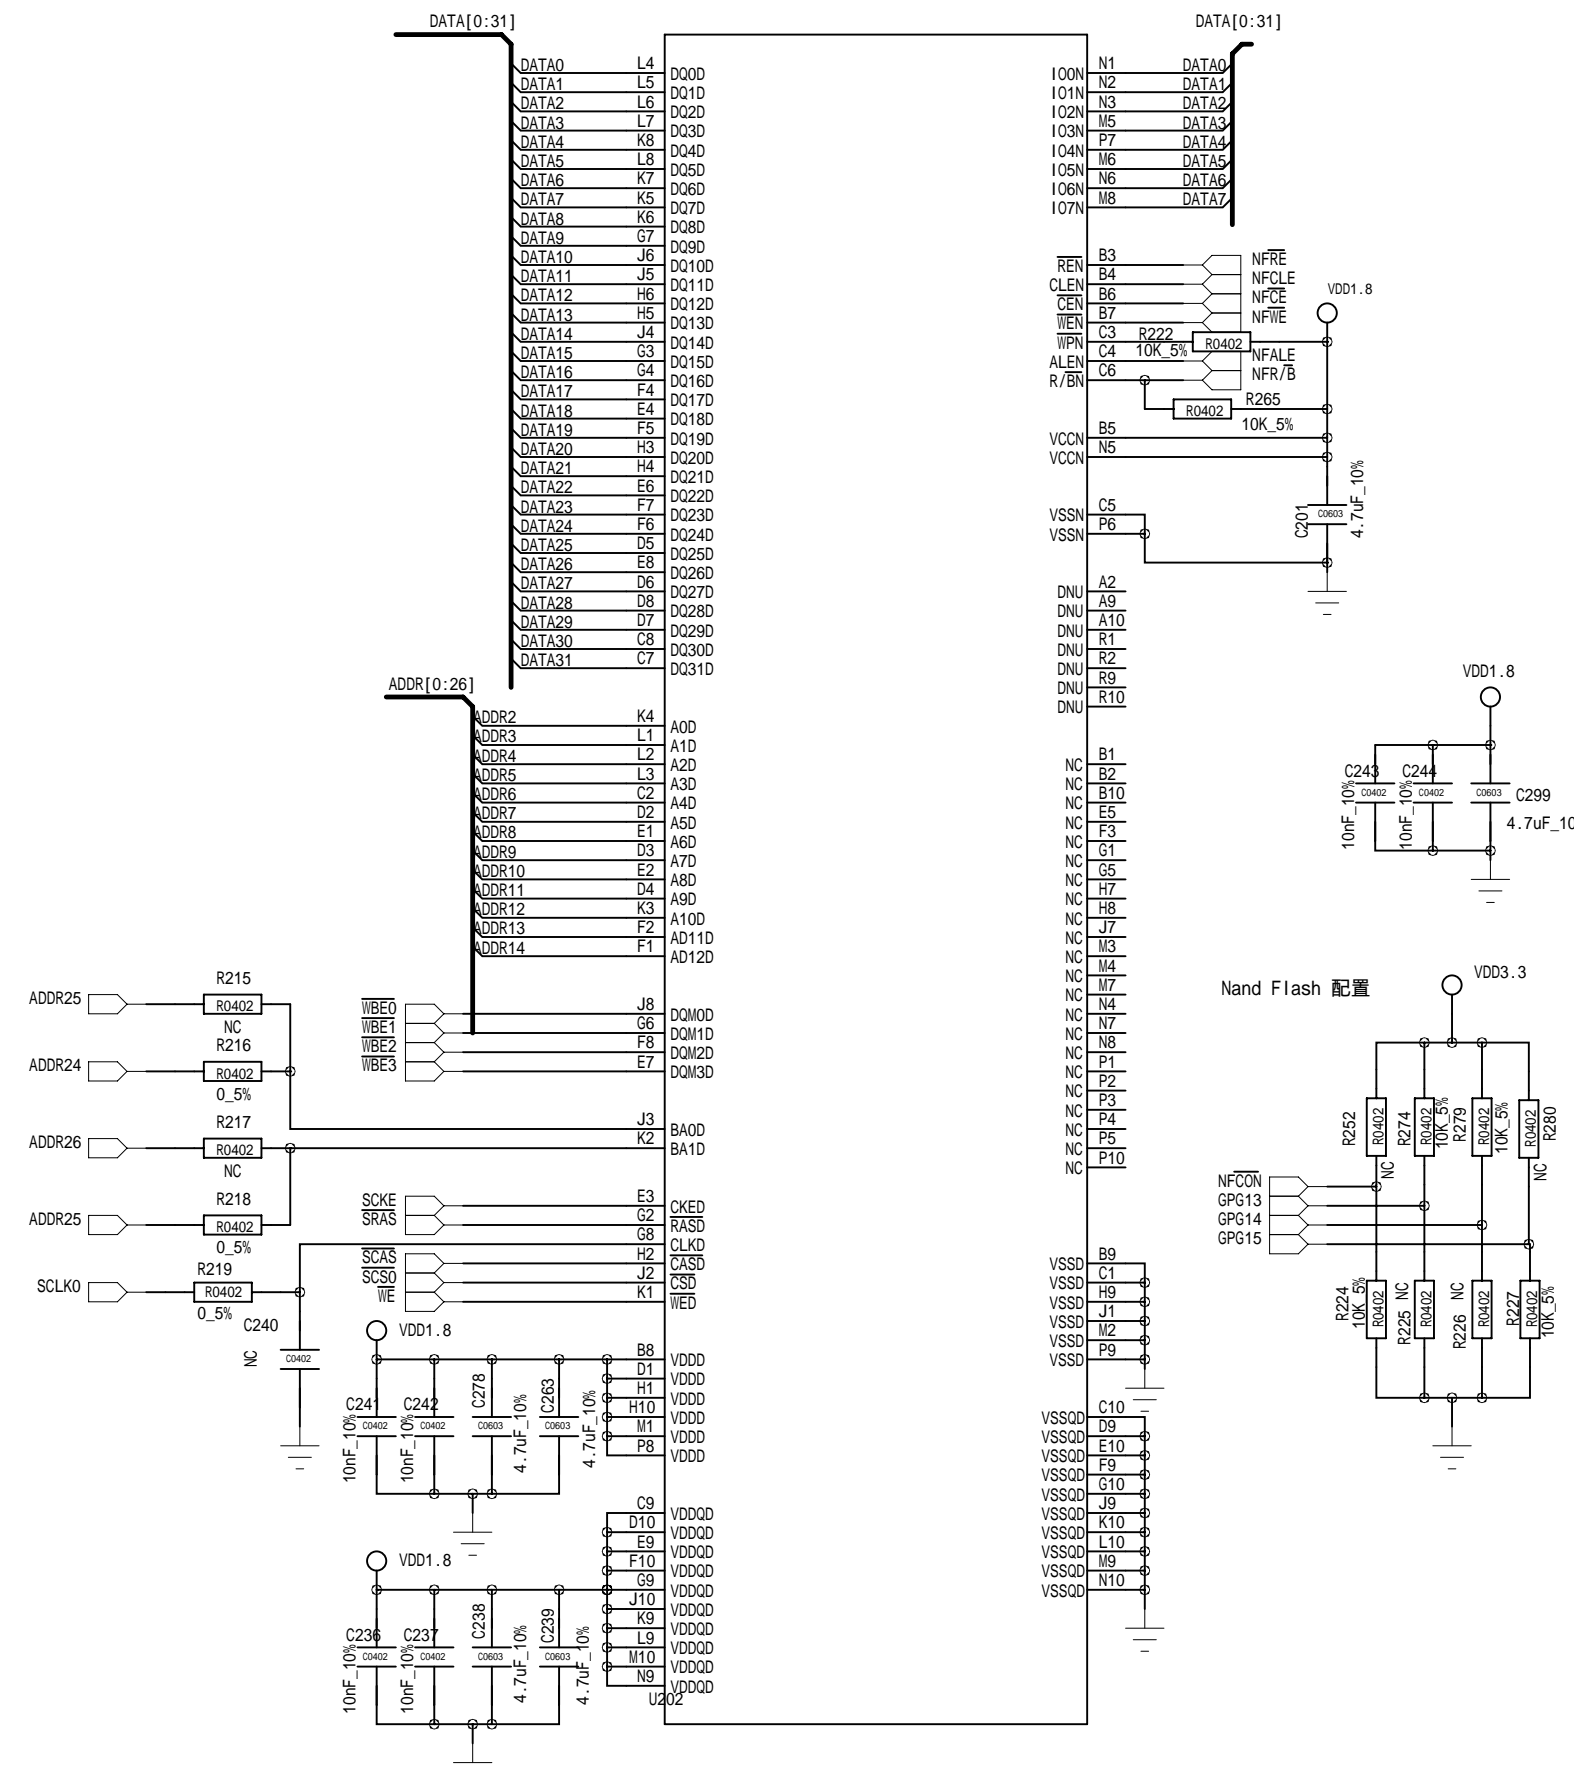 DATA[0:31]
DATA[0:31]
DATA0 L4 DQ0D
DATA1 L5 DQ1D
DATA2 L6 DQ2D
DATA3 L7 DQ3D
DATA4 K8 DQ4D
DATA5 L8 DQ5D
DATA6 K7 DQ6D
DATA7 K5 DQ7D
DATA8 K6 DQ8D
DATA9 G7 DQ9D
DATA10 J6 DQ10D
DATA11 J5 DQ11D
DATA12 H6 DQ12D
DATA13 H5 DQ13D
DATA14 J4 DQ14D
DATA15 G3 DQ15D
DATA16 G4 DQ16D
DATA17 F4 DQ17D
DATA18 E4 DQ18D
DATA19 F5 DQ19D
DATA20 H3 DQ20D
DATA21 H4 DQ21D
DATA22 E6 DQ22D
DATA23 F7 DQ23D
DATA24 F6 DQ24D
DATA25 D5 DQ25D
DATA26 E8 DQ26D
DATA27 D6 DQ27D
DATA28 D8 DQ28D
DATA29 D7 DQ29D
DATA30 C8 DQ30D
DATA31 C7 DQ31D
ADDR[0:26]
ADDR2 K4 A0D
ADDR3 L1 A1D
ADDR4 L2 A2D
ADDR5 L3 A3D
ADDR6 C2 A4D
ADDR7 D2 A5D
ADDR8 E1 A6D
ADDR9 D3 A7D
ADDR10 E2 A8D
ADDR11 D4 A9D
ADDR12 K3 A10D
ADDR13 F2 AD11D
ADDR14 F1 AD12D
WBE0 J8 DQM0D
WBE1 G6 DQM1D
WBE2 F8 DQM2D
WBE3 E7 DQM3D
R215
ADDR25 R0402
NC
R216
ADDR24 R0402
0_5%
R217
ADDR26 R0402
NC
R218
ADDR25 R0402
0_5%
R219
SCLK0 R0402
0_5%
C240
NC C0402
J3 BA0D
K2 BA1D
SCKE E3 CKED
SRAS G2 RASD
G8 CLKD
SCAS H2 CASD
SCS0 J2 CSD
WE K1 WED
VDD1.8
B8 VDDD
D1 VDDD
H1 VDDD
H10 VDDD
M1 VDDD
P8 VDDD
C241 C0402 10nF_10%
C242 C0402 10nF_10%
C278 C0603 4.7uF_10%
C263 C0603 4.7uF_10%
C9 VDDQD
D10 VDDQD
E9 VDDQD
F10 VDDQD
G9 VDDQD
J10 VDDQD
K9 VDDQD
L9 VDDQD
M10 VDDQD
N9 VDDQD
VDD1.8
C236 C0402 10nF_10%
C237 C0402 10nF_10%
C238 C0603 4.7uF_10%
C239 C0603 4.7uF_10%
U202
IO0N N1 DATA0
IO1N N2 DATA1
IO2N N3 DATA2
IO3N M5 DATA3
IO4N P7 DATA4
IO5N M6 DATA5
IO6N N6 DATA6
IO7N M8 DATA7
REN B3 NFRE
CLEN B4 NFCLE
CEN B6 NFCE
WEN B7 NFWE
WPN C3 R222 R0402
10K_5%
ALEN C4 NFALE
R/BN C6 NFR/B
R0402 R265
10K_5%
VDD1.8
VCCN B5
VCCN N5
VSSN C5
VSSN P6
C201 C0603 4.7uF_10%
DNU A2
DNU A9
DNU A10
DNU R1
DNU R2
DNU R9
DNU R10
NC B1
NC B2
NC B10
NC E5
NC F3
NC G1
NC G5
NC H7
NC H8
NC J7
NC M3
NC M4
NC M7
NC N4
NC N7
NC N8
NC P1
NC P2
NC P3
NC P4
NC P5
NC P10
VSSD B9
VSSD C1
VSSD H9
VSSD J1
VSSD M2
VSSD P9
VSSQD C10
VSSQD D9
VSSQD E10
VSSQD F9
VSSQD G10
VSSQD J9
VSSQD K10
VSSQD L10
VSSQD M9
VSSQD N10
VDD1.8
C243 C0402 10nF_10%
C244 C0402 10nF_10%
C0603 C299
4.7uF_10
Nand Flash 配置
VDD3.3
R252 R0402 NC
R274 R0402 10K_5%
R279 R0402 10K_5%
R280 R0402 NC
NFCON
GPG13
GPG14
GPG15
R224 10K_5% R0402
R225 NC R0402
R226 NC R0402
R227 R0402 10K_5%